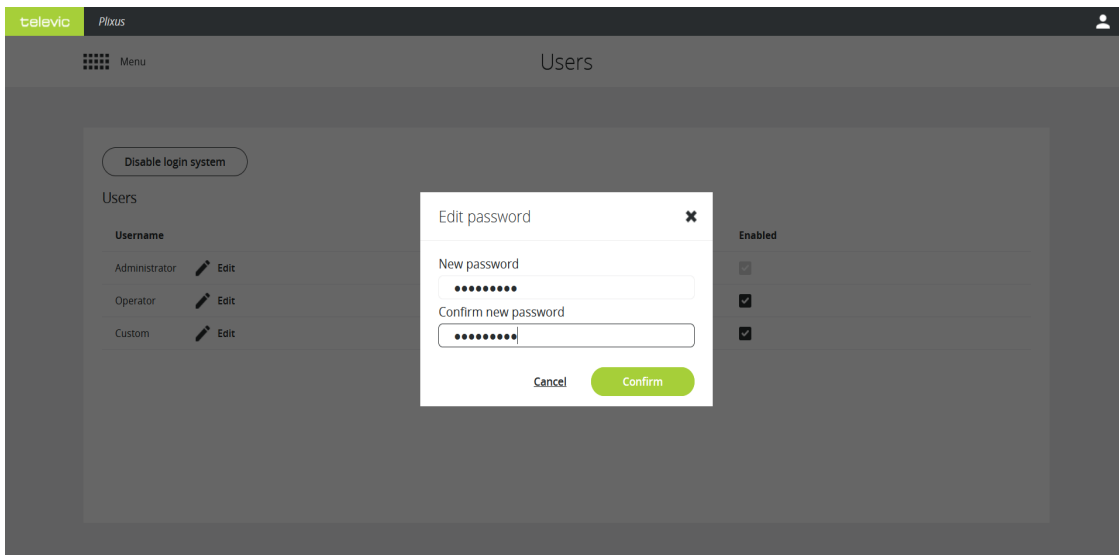 televic Plixus
Menu Users
Disable login system
Users
Username Enabled
Administrator Edit
Operator Edit
Custom Edit
Edit password
New password
•••••••••
Confirm new password
•••••••••
Cancel Confirm